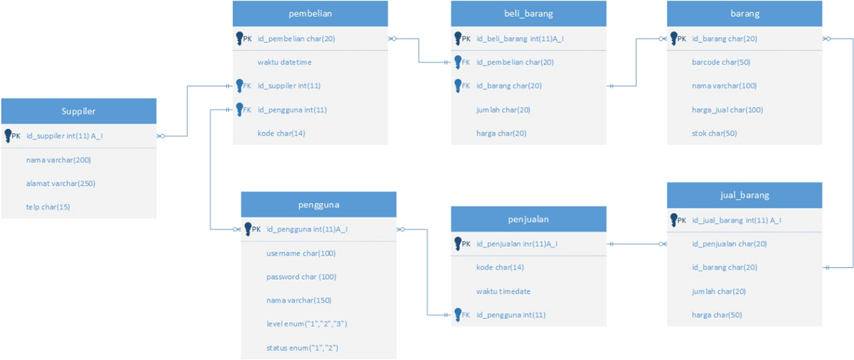 pembelian
PK id_pembelian char(20)
waktu datetime
FK id_suppiler int(11)
FK id_pengguna int(11)
kode char(14)
beli_barang
PK id_beli_barang int(11)A_I
FK id_pembelian char(20)
FK id_barang char(20)
jumlah char(20)
harga char(20)
barang
PK id_barang char(20)
barcode char(50)
nama varchar(100)
harga_jual char(100)
stok char(50)
Suppiler
PK id_suppiler int(11) A_I
nama varchar(200)
alamat varchar(250)
telp char(15)
pengguna
PK id_pengguna int(11)A_I
username char(100)
password char (100)
nama varchar(150)
level enum("1","2","3")
status enum("1","2")
penjualan
PK id_penjualan inr(11)A_I
kode char(14)
waktu timedate
FK id_pengguna int(11)
jual_barang
PK id_jual_barang int(11) A_I
id_penjualan char(20)
id_barang char(20)
jumlah char(20)
harga char(50)